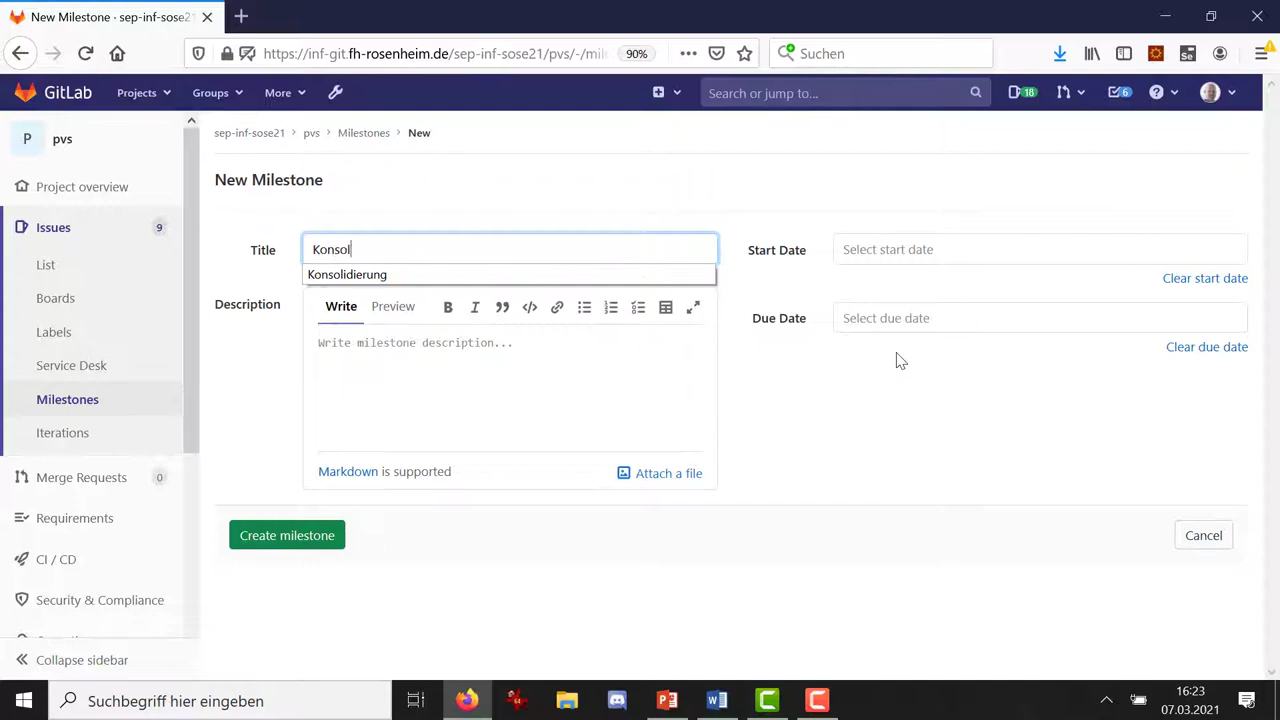 New Milestone · sep-inf-sose21
https://inf-git.fh-rosenheim.de/sep-inf-sose21/pvs/-/mil
90%
Suchen
GitLab
Projects
Groups
More
Search or jump to...
18
6
P pvs
sep-inf-sose21 > pvs > Milestones > New
Project overview
New Milestone
Issues 9
List
Boards
Labels
Service Desk
Milestones
Iterations
Merge Requests 0
Requirements
CI / CD
Security & Compliance
Collapse sidebar
Title
Konsol
Konsolidierung
Description
Write
Preview
Write milestone description...
Markdown is supported
Attach a file
Start Date
Select start date
Clear start date
Due Date
Select due date
Clear due date
Create milestone
Cancel
Suchbegriff hier eingeben
16:23
07.03.2021